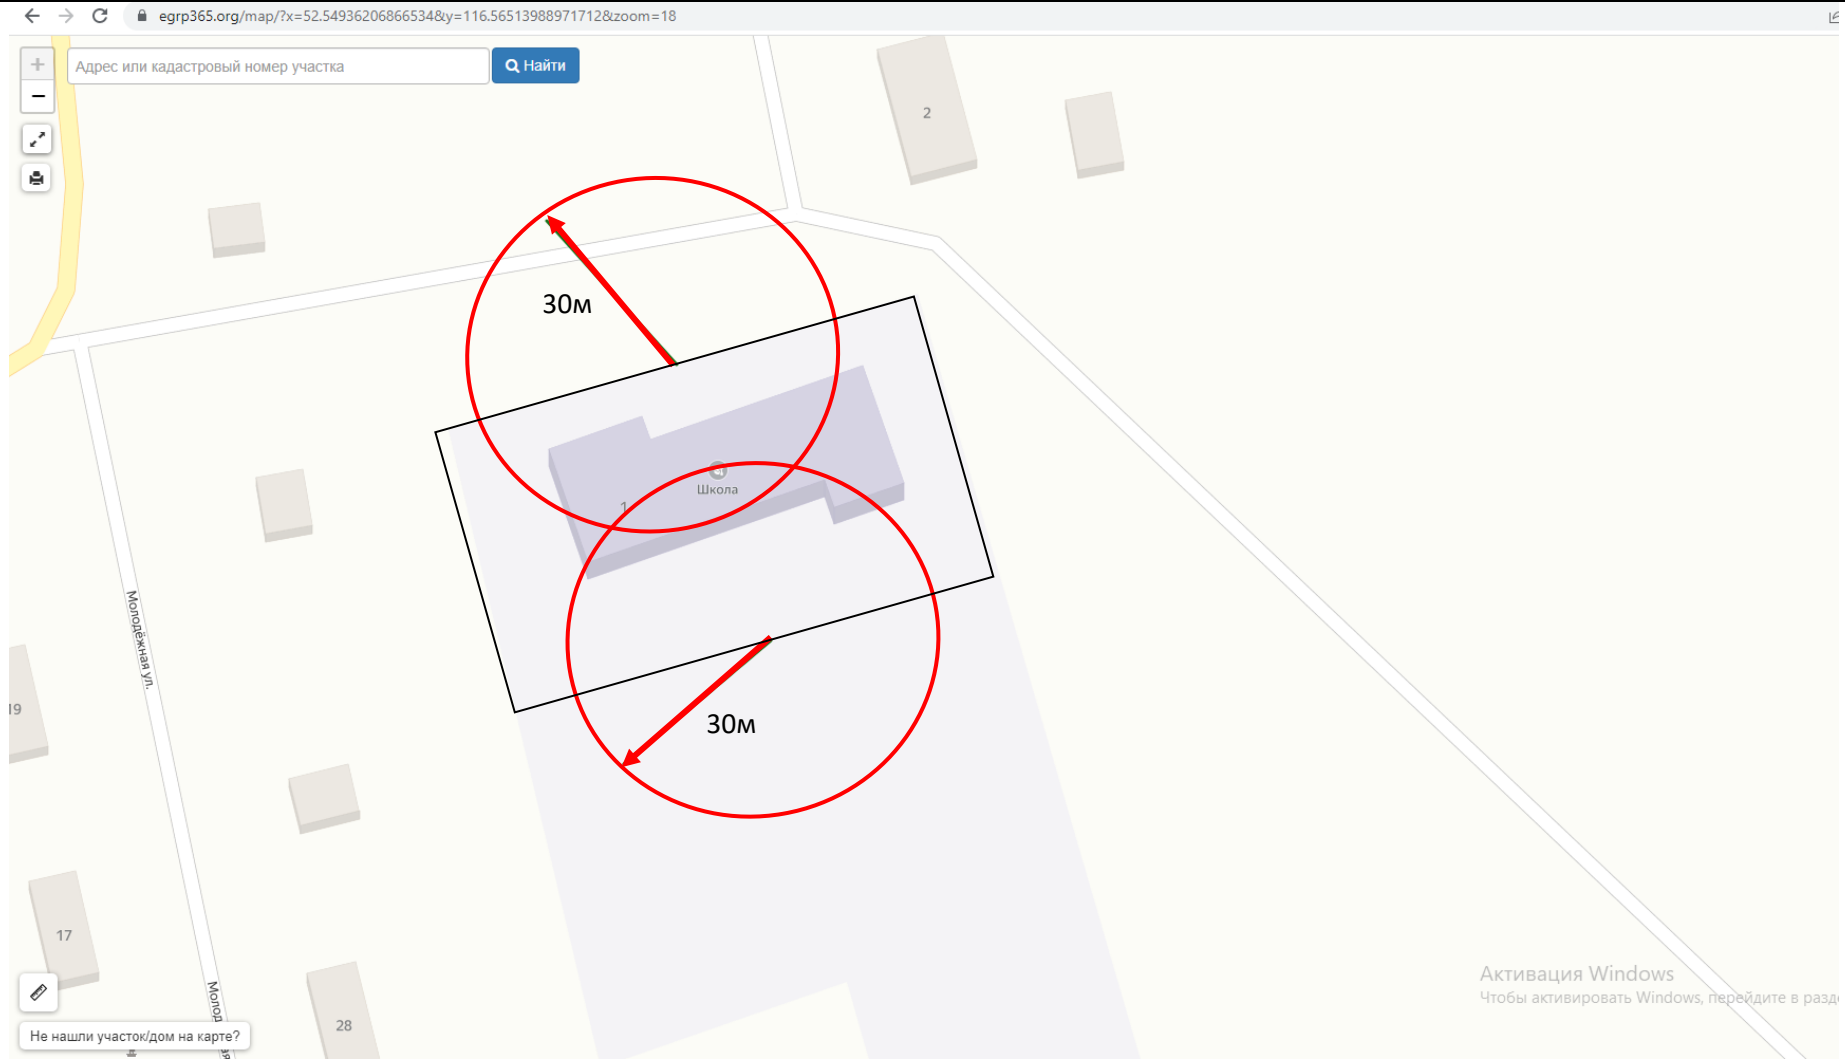 egrp365.org/map/?x=52.54936206866534&y=116.56513988971712&zoom=18
Адрес или кадастровый номер участка
Найти
2
30м
Школа
1
Молодёжная ул.
19
30м
17
28
Активация Windows
Чтобы активировать Windows, перейдите в разд
Не нашли участок/дом на карте?